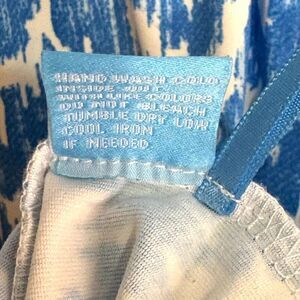 HAND WASH COLD
INSIDE OUT
WITH LIKE COLORS
DO NOT BLEACH
TUMBLE DRY LOW
COOL IRON
IF NEEDED